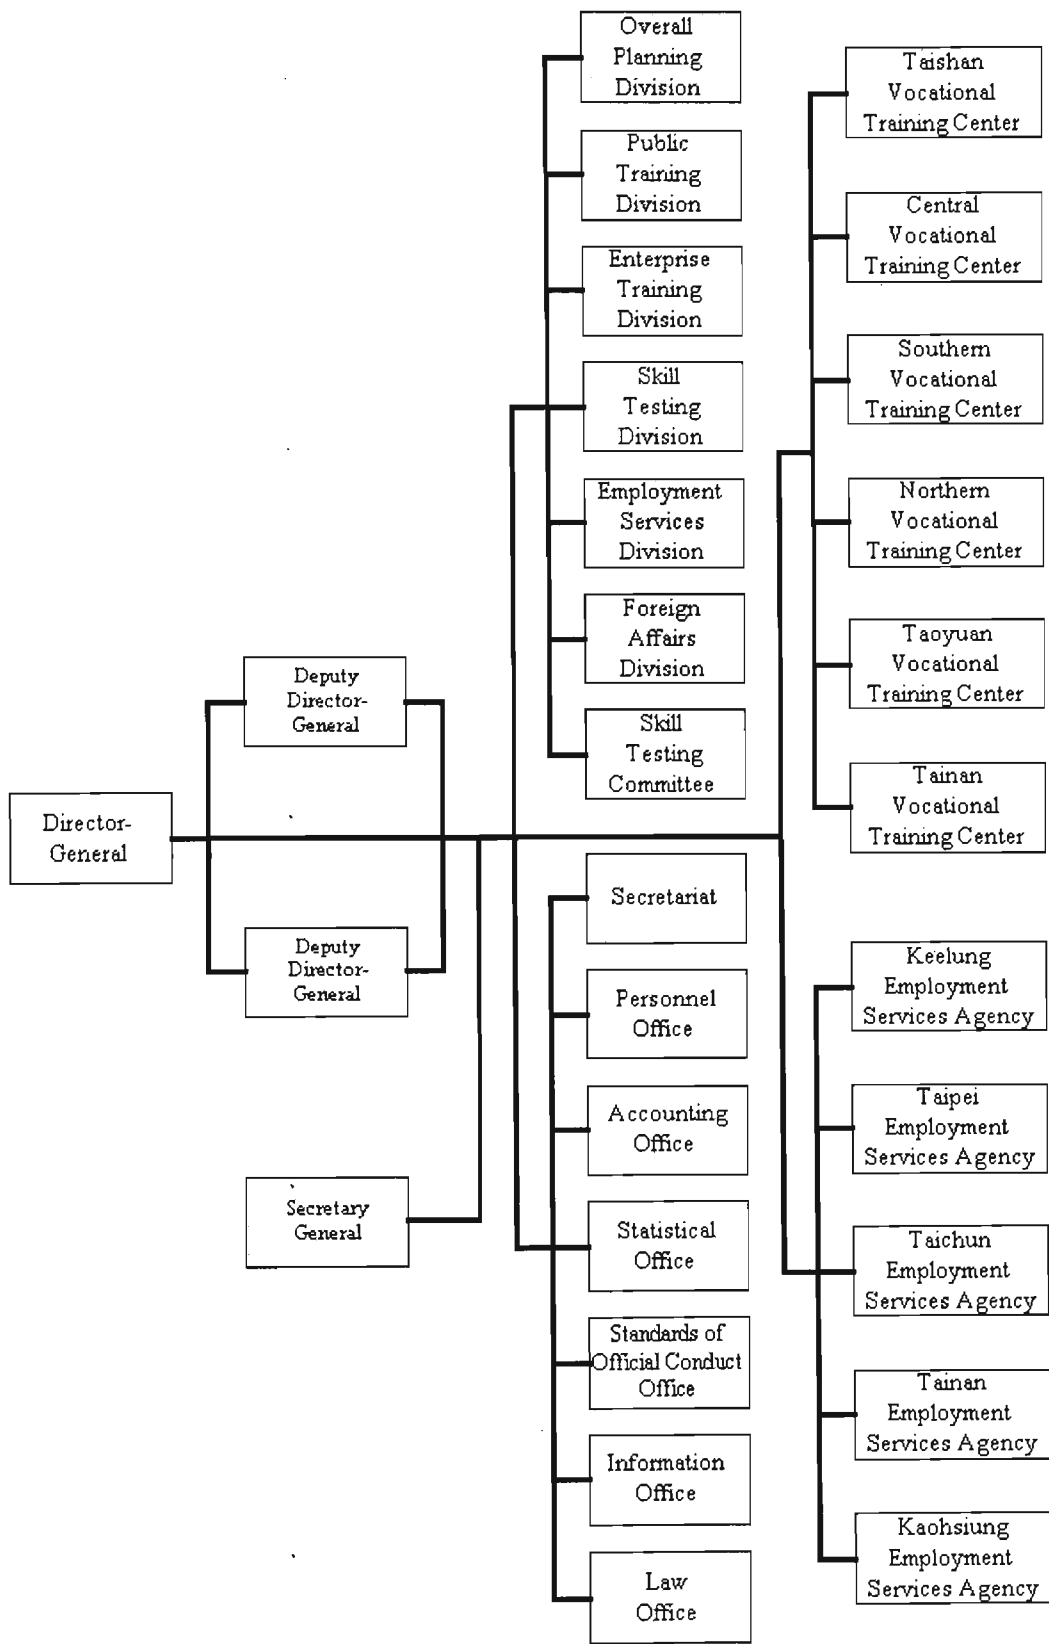 Director-
General
Deputy
Director-
General
Deputy
Director-
General
Secretary
General
Overall
Planning
Division
Public
Training
Division
Enterprise
Training
Division
Skill
Testing
Division
Employment
Services
Division
Foreign
Affairs
Division
Skill
Testing
Committee
Secretariat
Personnel
Office
Accounting
Office
Statistical
Office
Standards of
Official Conduct
Office
Information
Office
Law
Office
Taishan
Vocational
Training Center
Central
Vocational
Training Center
Southern
Vocational
Training Center
Northern
Vocational
Training Center
Taoyuan
Vocational
Training Center
Tainan
Vocational
Training Center
Keelung
Employment
Services Agency
Taipei
Employment
Services Agency
Taichun
Employment
Services Agency
Tainan
Employment
Services Agency
Kaohsiung
Employment
Services Agency